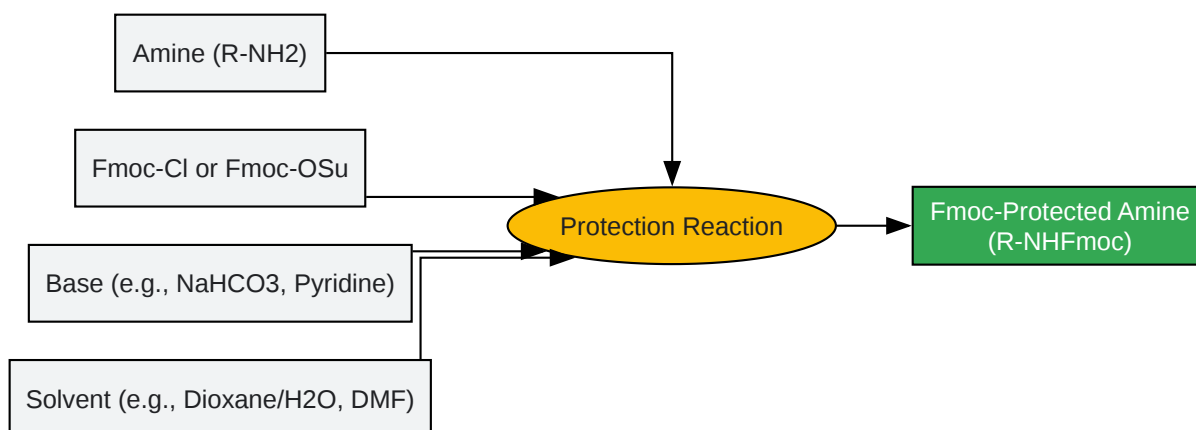 Amine (R-NH2)
Fmoc-Cl or Fmoc-OSu
Protection Reaction
Fmoc-Protected Amine
(R-NHFmoc)
Base (e.g., NaHCO3, Pyridine)
Solvent (e.g., Dioxane/H2O, DMF)